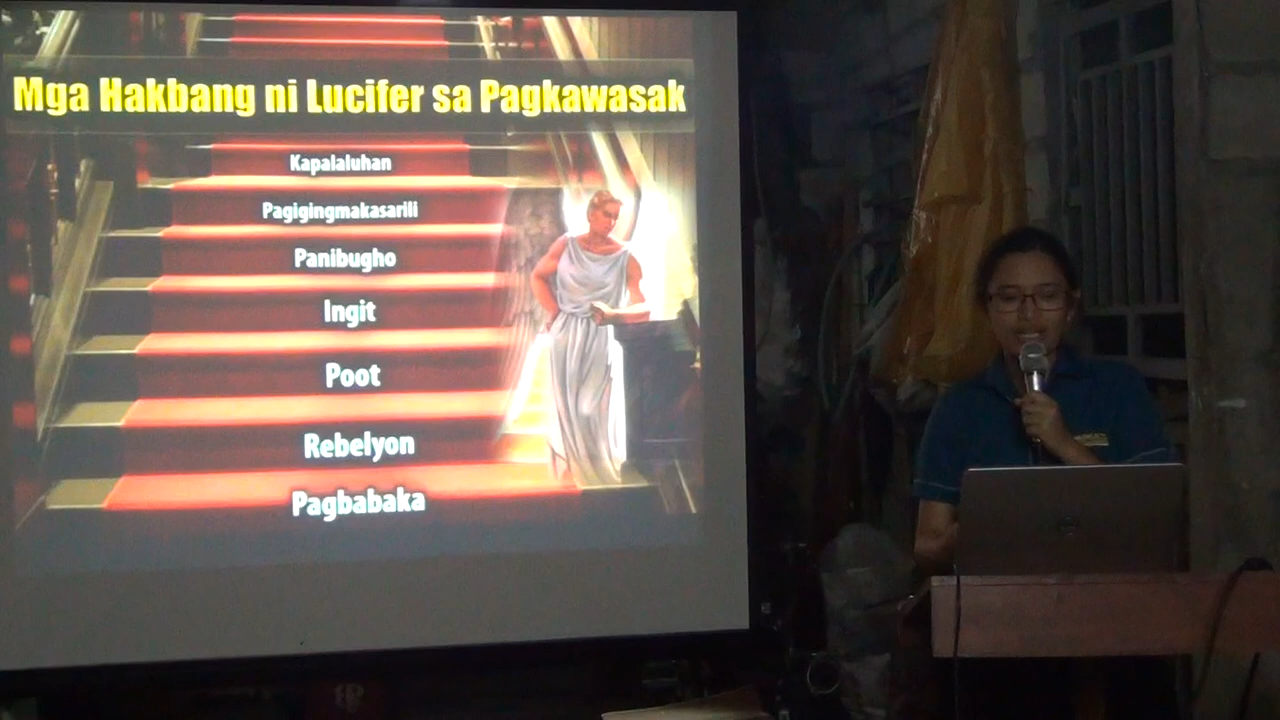 Mga Hakbang ni Lucifer sa Pagkawasak
Kapalaluhan
Pagigingmakasarili
Panibugho
Ingit
Poot
Rebelyon
Pagbabaka